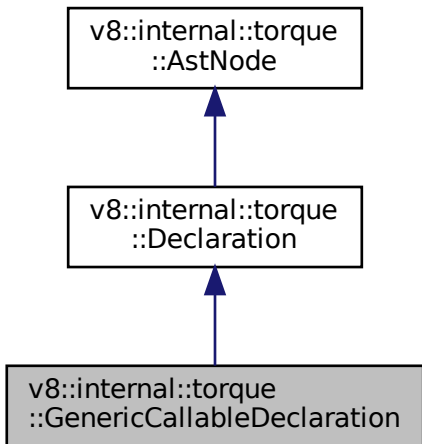 v8::internal::torque
::AstNode
v8::internal::torque
::Declaration
v8::internal::torque
::GenericCallableDeclaration